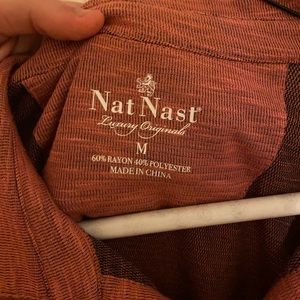 Nat Nast®
Luxury Originals
M
60% RAYON 40% POLYESTER
MADE IN CHINA